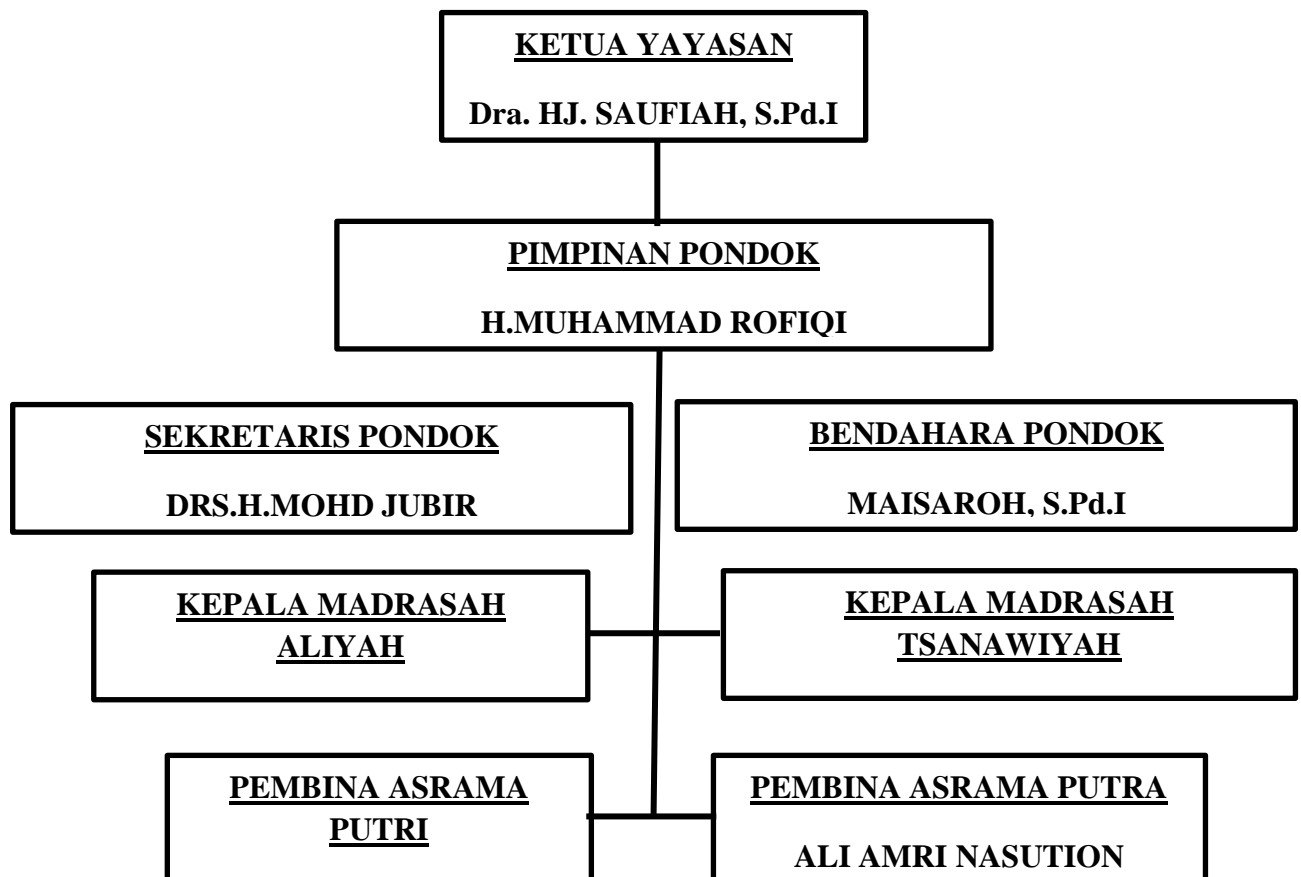 KETUA YAYASAN
Dra. HJ. SAUFIAH, S.Pd.I
PIMPINAN PONDOK
H.MUHAMMAD ROFIQI
SEKRETARIS PONDOK
DRS.H.MOHD JUBIR
BENDAHARA PONDOK
MAISAROH, S.Pd.I
KEPALA MADRASAH
ALIYAH
KEPALA MADRASAH
TSANAWIYAH
PEMBINA ASRAMA
PUTRI
PEMBINA ASRAMA PUTRA
ALI AMRI NASUTION